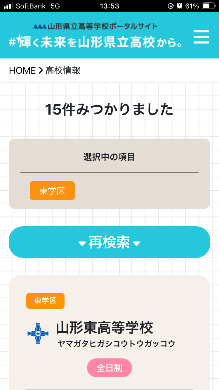 SoftBank 5G 13:53 61%
山形県立高等学校ポータルサイト
#輝く未来を山形県立高校から。
HOME > 高校情報
15件みつかりました
選択中の項目
東学区
再検索
東学区
山形東高等学校
ヤマガタヒガシコウトウガッコウ
全日制